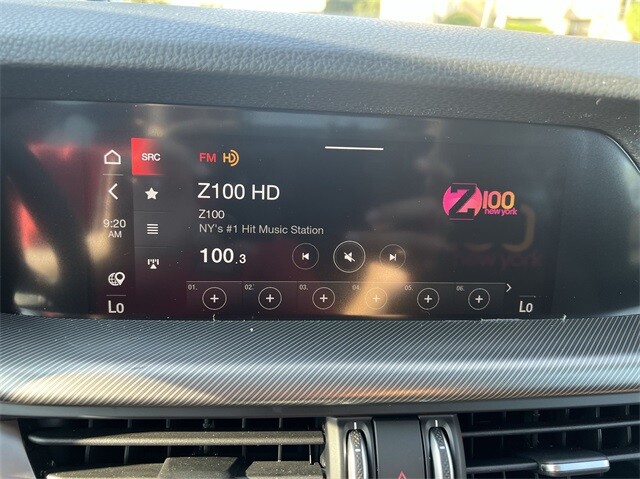 SRC
FM HD
Z100 HD
Z100
NY's #1 Hit Music Station
100.3
9:20
AM
Z100
new york
01.
02.
03.
04.
05.
06.
Lo
Lo